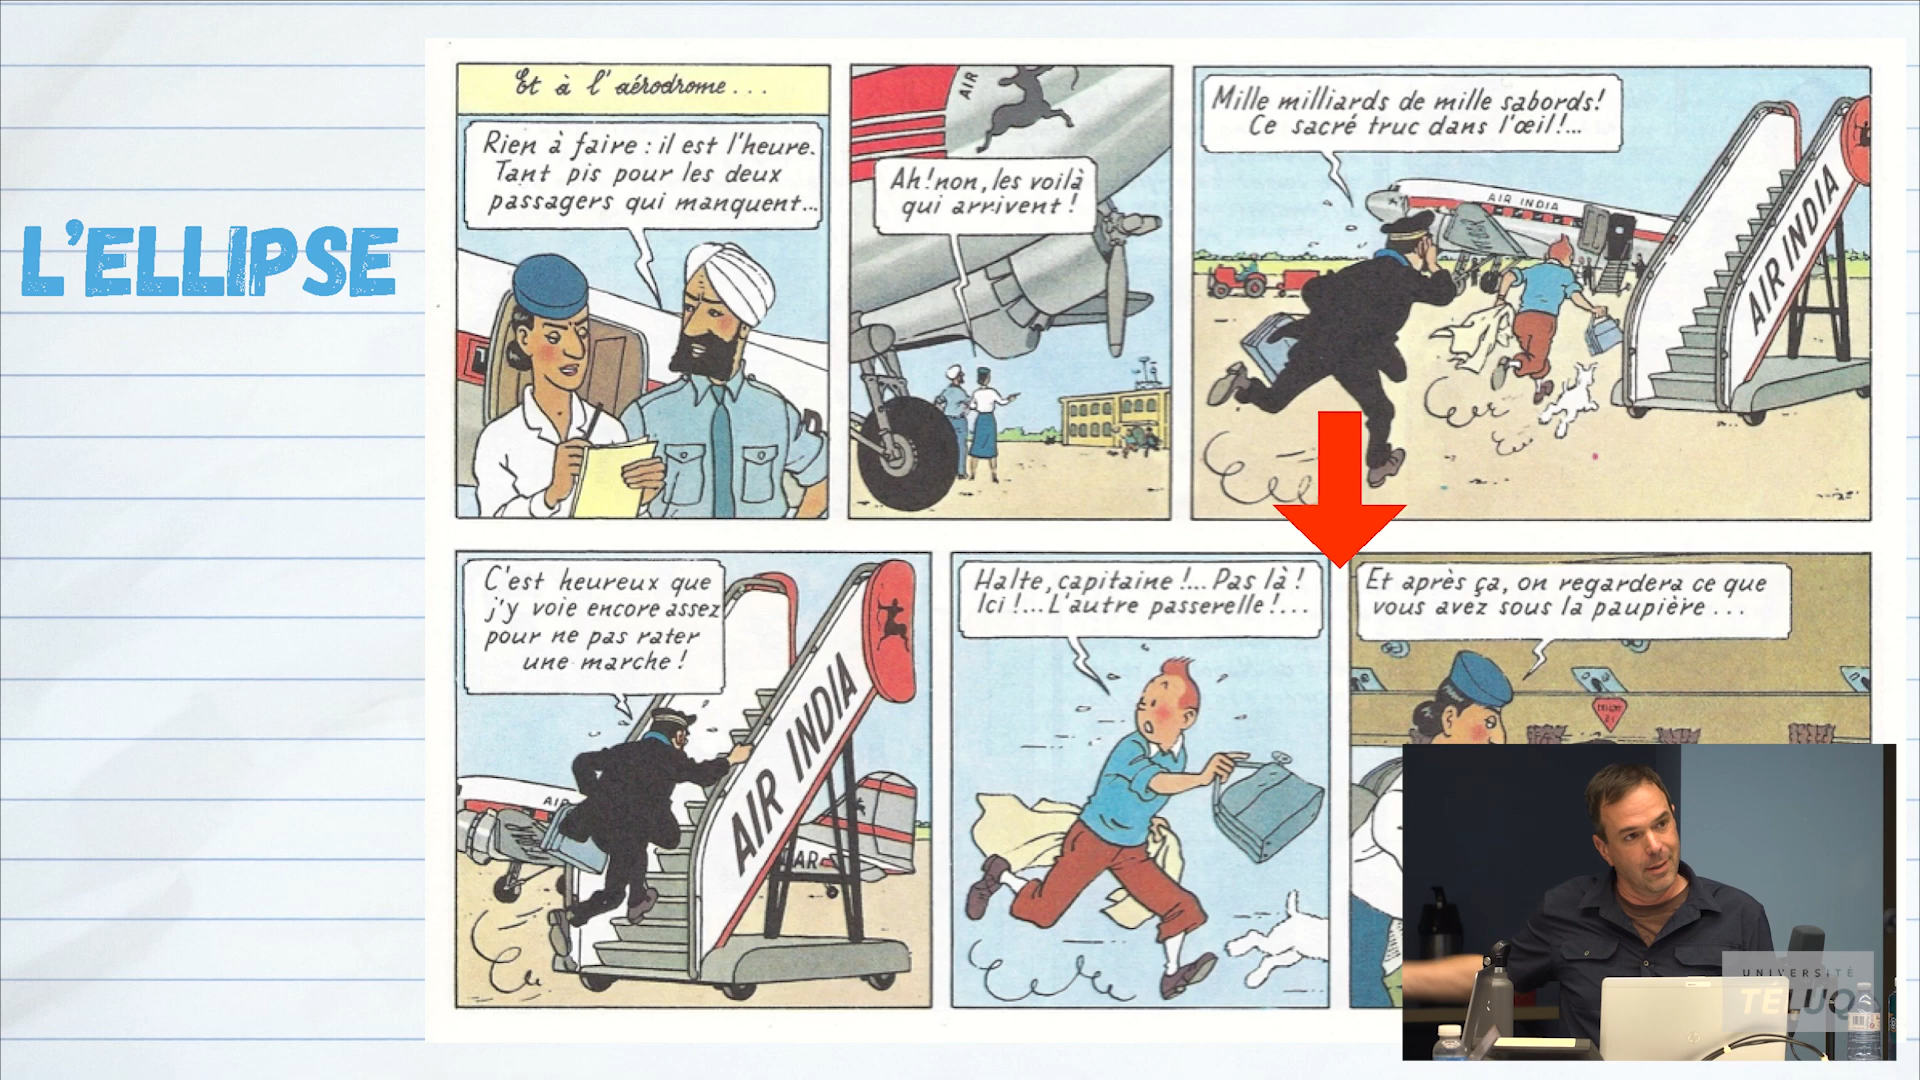 L'ELLIPSE
Et à l'aérodrome...
Rien à faire : il est l'heure.
Tant pis pour les deux
passagers qui manquent...
AIR
Ah! non, les voilà
qui arrivent !
Mille milliards de mille sabords!
Ce sacré truc dans l'œil!...
AIR INDIA
AIR INDIA
C'est heureux que
j'y voie encore assez
pour ne pas rater
une marche !
AIR INDIA
AI
AR
Halte, capitaine !... Pas là !
Ici !... L'autre passerelle !...
Et après ça, on regardera ce que
vous avez sous la paupière...
UNIVERSITÉ
TÉLUQ